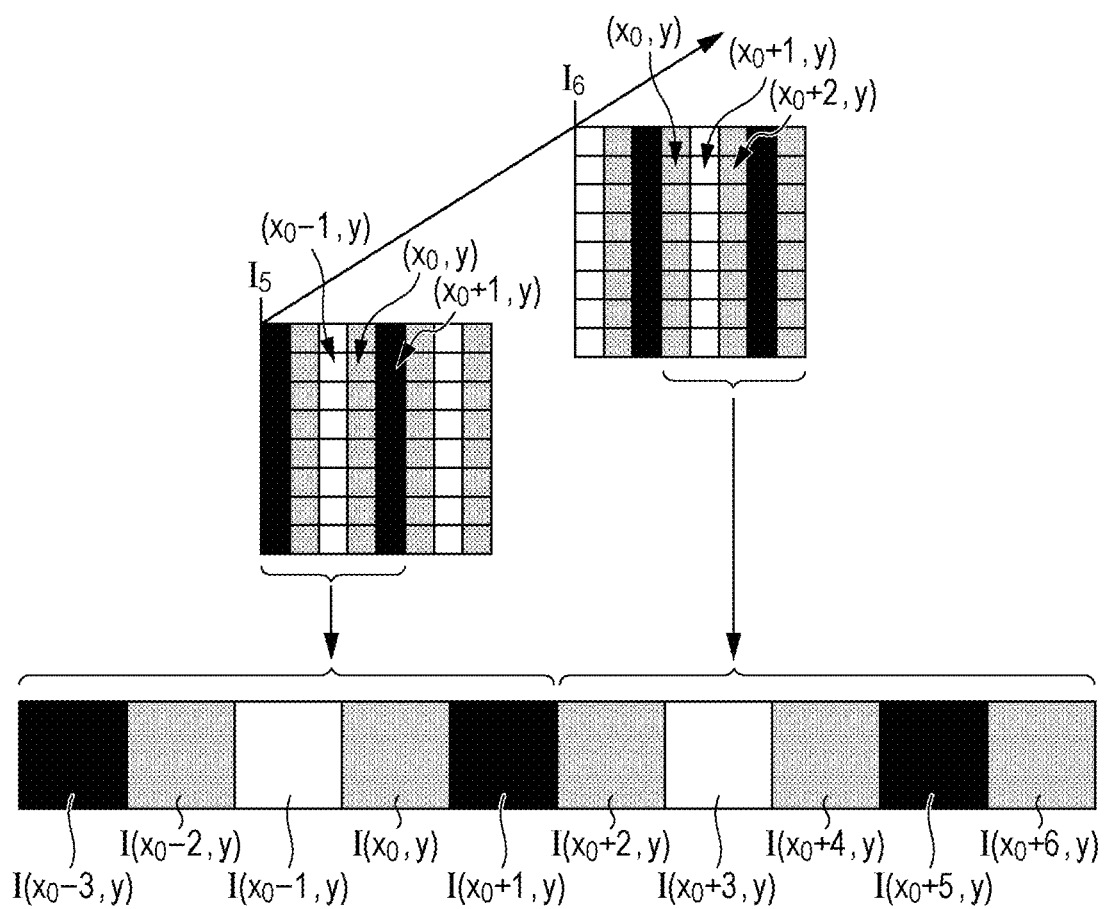 (x₀, y)
(x₀+1, y)
I₆
(x₀+2, y)
(x₀−1, y)
(x₀, y)
I₅
(x₀+1, y)
I(x₀−2, y) I(x₀, y) I(x₀+2, y) I(x₀+4, y) I(x₀+6, y)
I(x₀−3, y) I(x₀−1, y) I(x₀+1, y) I(x₀+3, y) I(x₀+5, y)